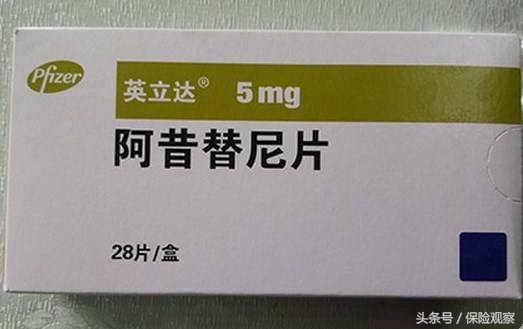 Pfizer
英立达® 5mg
阿昔替尼片
28片/盒
头条号 / 保险观察